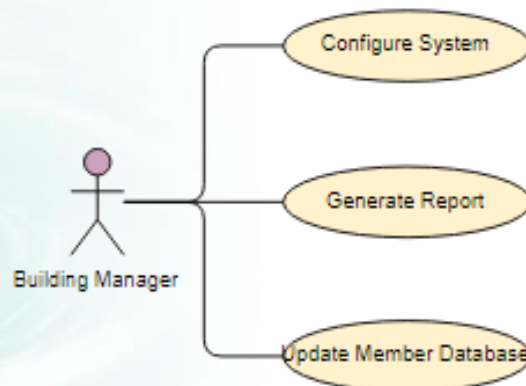 Configure System
Generate Report
Building Manager
Update Member Database